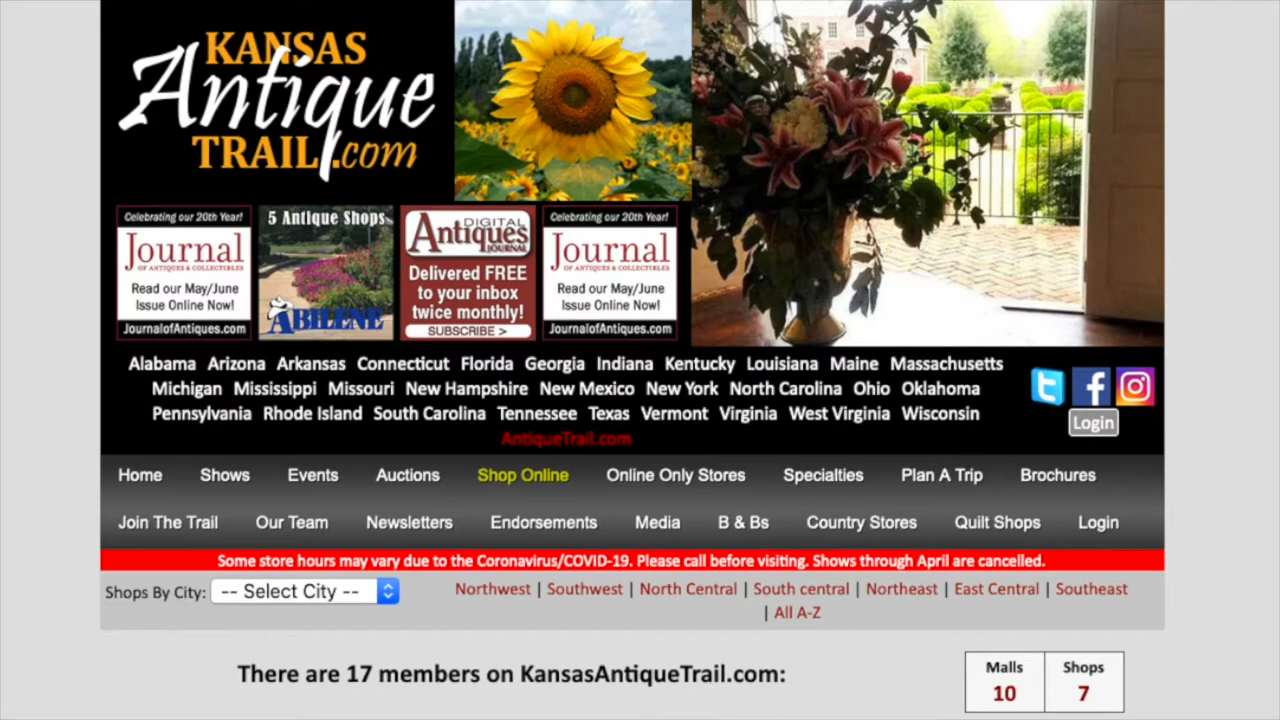 KANSAS
Antique
TRAIL.com
Celebrating our 20th Year!
Journal
OF ANTIQUES & COLLECTIBLES
Read our May/June
Issue Online Now!
JournalofAntiques.com
5 Antique Shops
ABILENE
DIGITAL
Antiques
JOURNAL
Delivered FREE
to your inbox
twice monthly!
SUBSCRIBE >
Celebrating our 20th Year!
Journal
OF ANTIQUES & COLLECTIBLES
Read our May/June
Issue Online Now!
JournalofAntiques.com
Alabama Arizona Arkansas Connecticut Florida Georgia Indiana Kentucky Louisiana Maine Massachusetts
Michigan Mississippi Missouri New Hampshire New Mexico New York North Carolina Ohio Oklahoma
Pennsylvania Rhode Island South Carolina Tennessee Texas Vermont Virginia West Virginia Wisconsin
AntiqueTrail.com
Login
Home Shows Events Auctions Shop Online Online Only Stores Specialties Plan A Trip Brochures
Join The Trail Our Team Newsletters Endorsements Media B & Bs Country Stores Quilt Shops Login
Some store hours may vary due to the Coronavirus/COVID-19. Please call before visiting. Shows through April are cancelled.
Shops By City: -- Select City -- Northwest | Southwest | North Central | South central | Northeast | East Central | Southeast
| All A-Z
There are 17 members on KansasAntiqueTrail.com:
Malls Shops
10 7